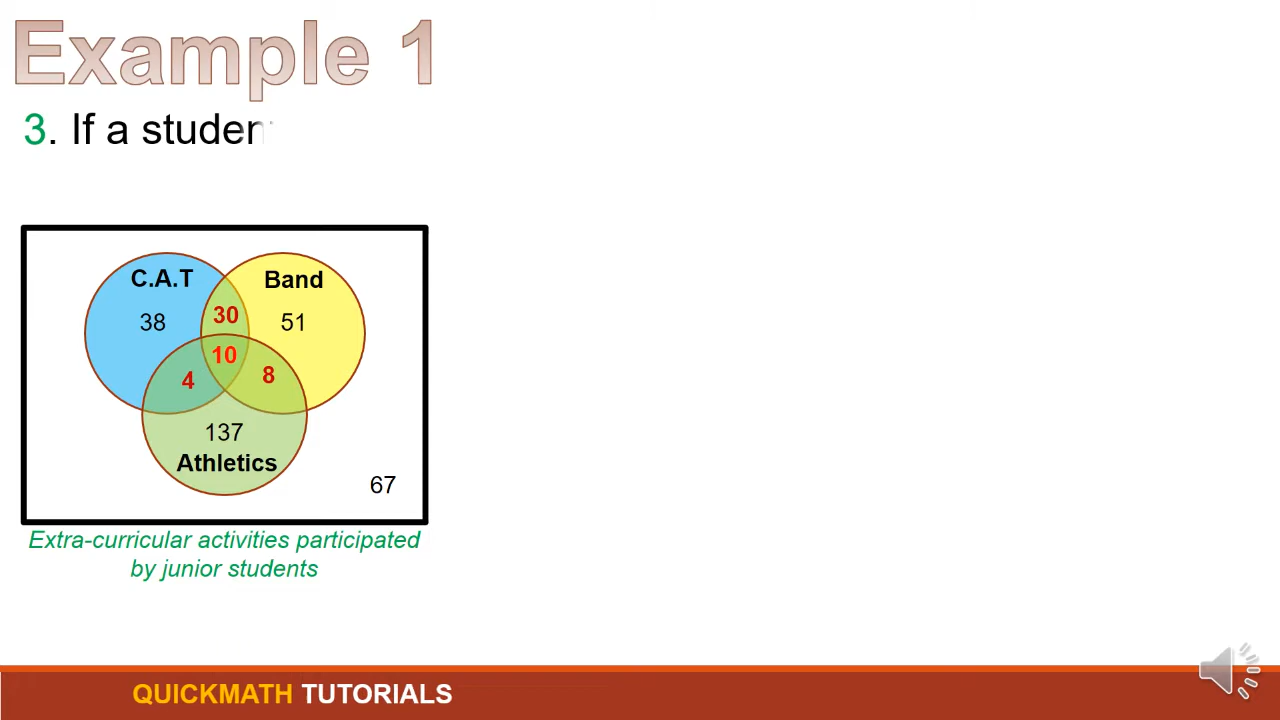 Example 1
3. If a student
C.A.T
Band
38
30
51
10
4
8
137
Athletics
67
Extra-curricular activities participated
by junior students
QUICKMATH TUTORIALS